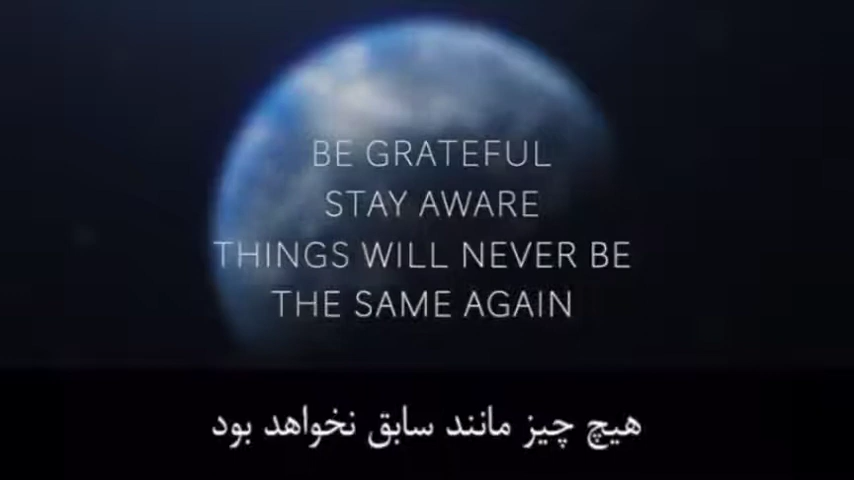 BE GRATEFUL
STAY AWARE
THINGS WILL NEVER BE
THE SAME AGAIN
هیچ چیز مانند سابق نخواهد بود